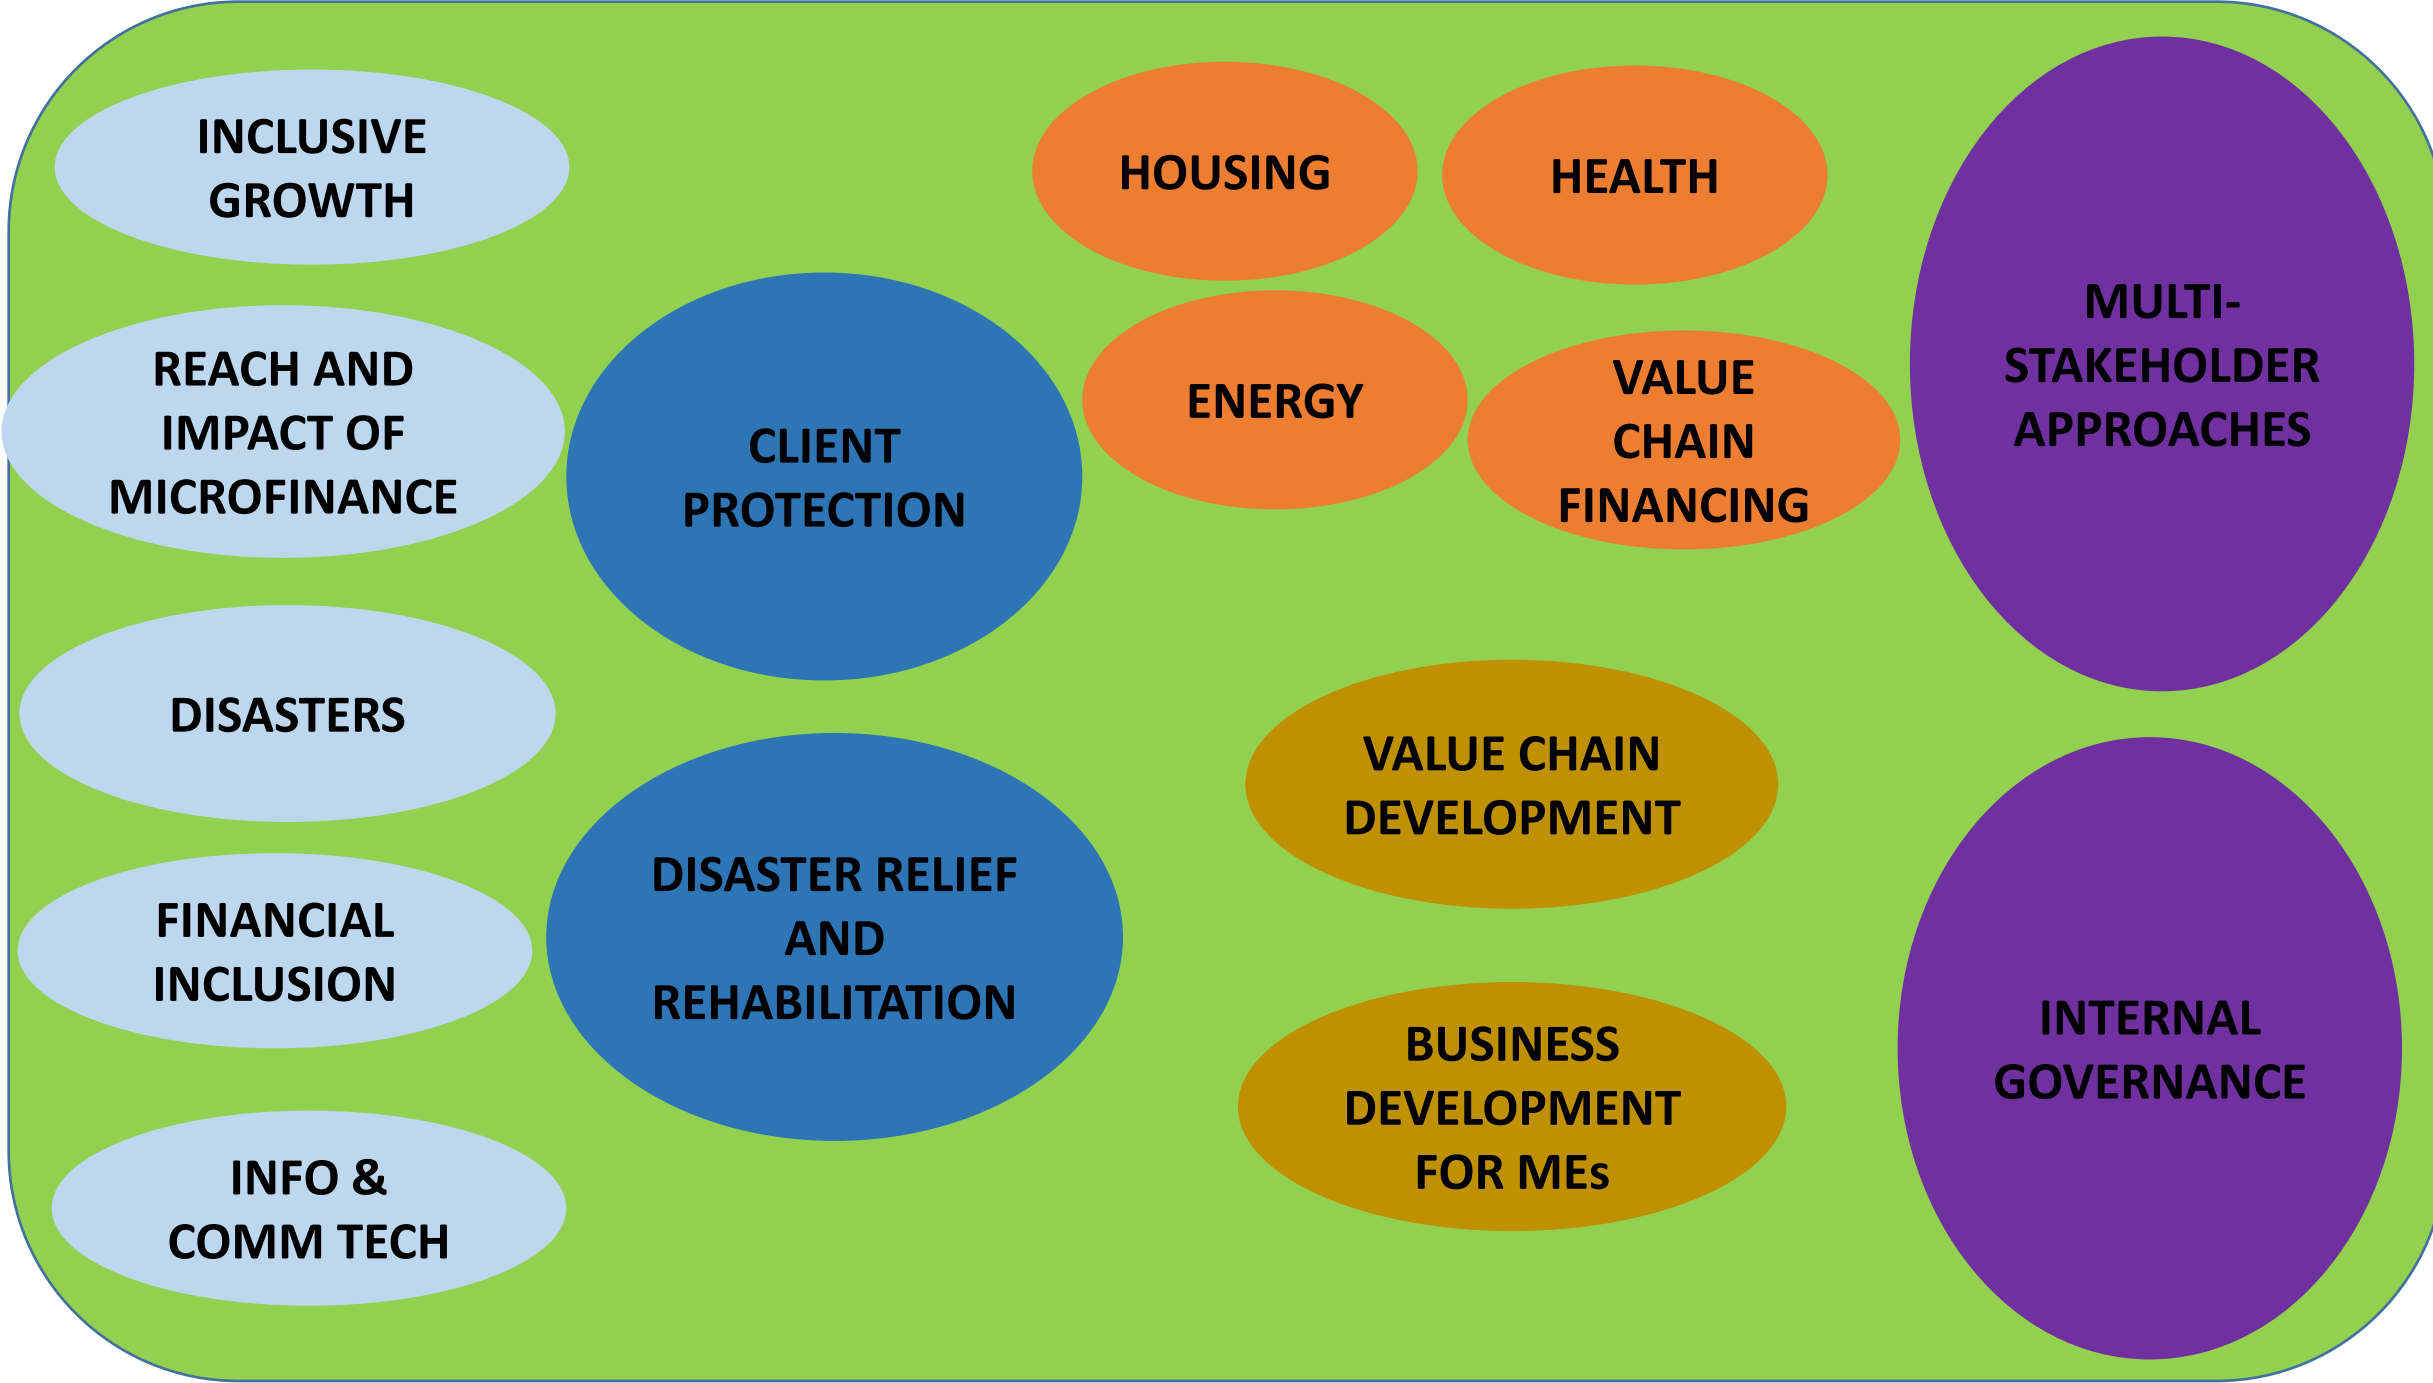 INCLUSIVE
GROWTH
REACH AND
IMPACT OF
MICROFINANCE
DISASTERS
FINANCIAL
INCLUSION
INFO &
COMM TECH
CLIENT
PROTECTION
DISASTER RELIEF
AND
REHABILITATION
HOUSING
HEALTH
ENERGY
VALUE
CHAIN
FINANCING
VALUE CHAIN
DEVELOPMENT
BUSINESS
DEVELOPMENT
FOR MEs
MULTI-
STAKEHOLDER
APPROACHES
INTERNAL
GOVERNANCE